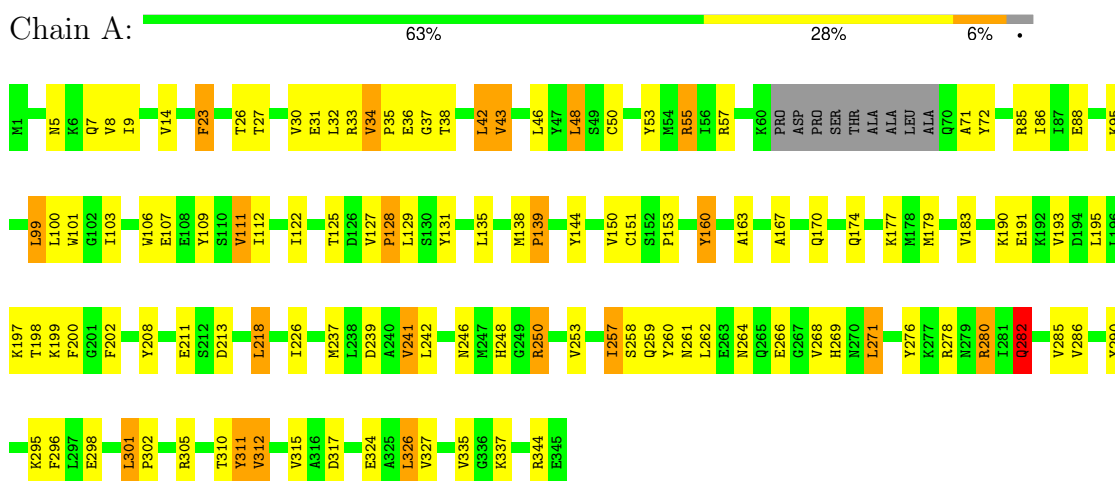 Chain A:
63% 28% 6% •
M1 N5 K6 Q7 V8 I9 V14 F23 T26 T27 V30 E31 L32 R33 V34 P35 E36 G37 T38 L42 V43 L46 Y47 L48 S49 C50 Y53 M54 R55 I56 R57 K60 PRO ASP PRO SER THR ALA ALA LEU ALA Q70 A71 Y72 R85 I86 I87 E88 K95
L99 L100 W101 G102 I103 W106 E107 E108 Y109 S110 V111 I112 I122 T125 D126 V127 P128 L129 S130 Y131 L135 M138 P139 Y144 V150 C151 S152 P153 Y160 A163 A167 Q170 Q174 K177 M178 M179 V183 K190 E191 K192 V193 D194 L195 L196
K197 T198 K199 F200 G201 F202 Y208 E211 S212 D213 L218 I226 M237 L238 D239 A240 V241 L242 N246 M247 H248 G249 R250 V253 I257 S258 Q259 Y260 N261 L262 E263 N264 Q265 E266 G267 V268 H269 N270 L271 Y276 K277 R278 N279 R280 I281 Q282 V285 V286 Y290
K295 F296 L297 E298 L301 P302 R305 T310 Y311 V312 V315 A316 D317 E324 A325 L326 V327 V335 G336 K337 R344 E345